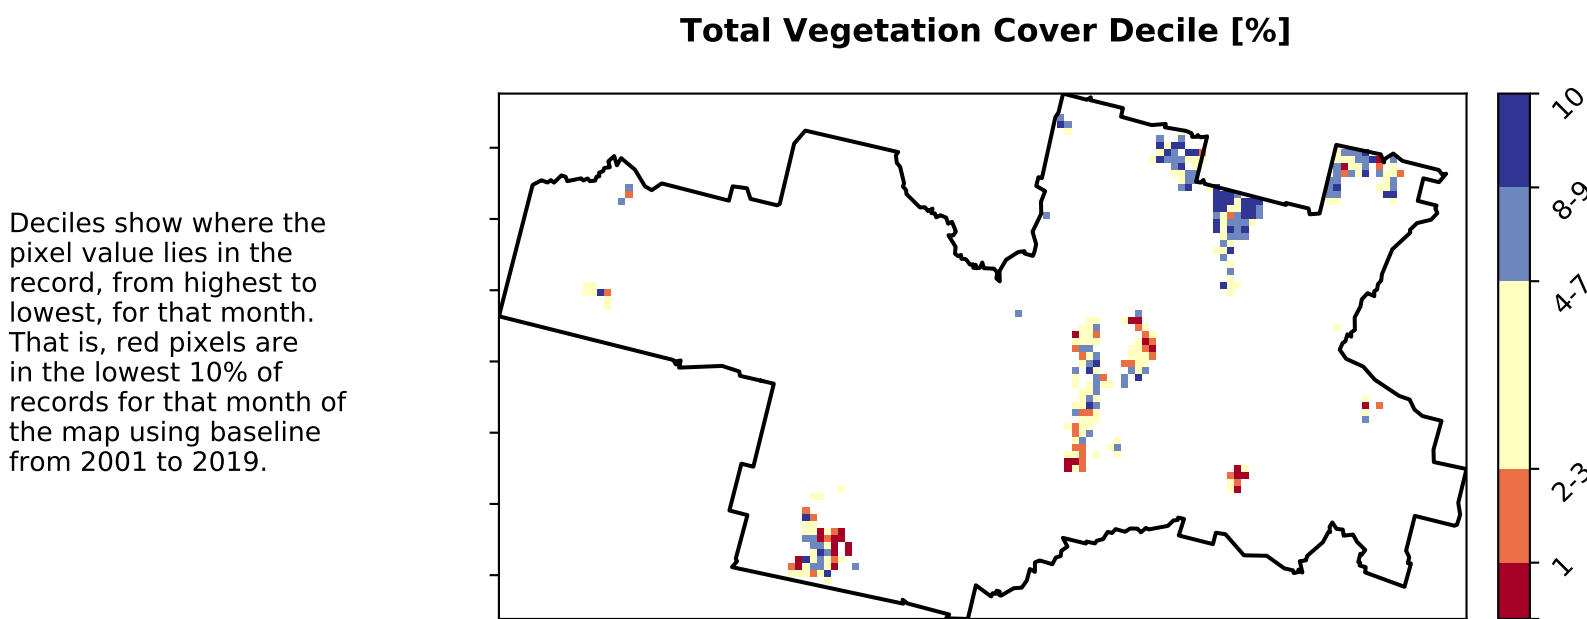 Total Vegetation Cover Decile [%]
Deciles show where the
pixel value lies in the
record, from highest to
lowest, for that month.
That is, red pixels are
in the lowest 10% of
records for that month of
the map using baseline
from 2001 to 2019.
10
8-9
4-7
2-3
1